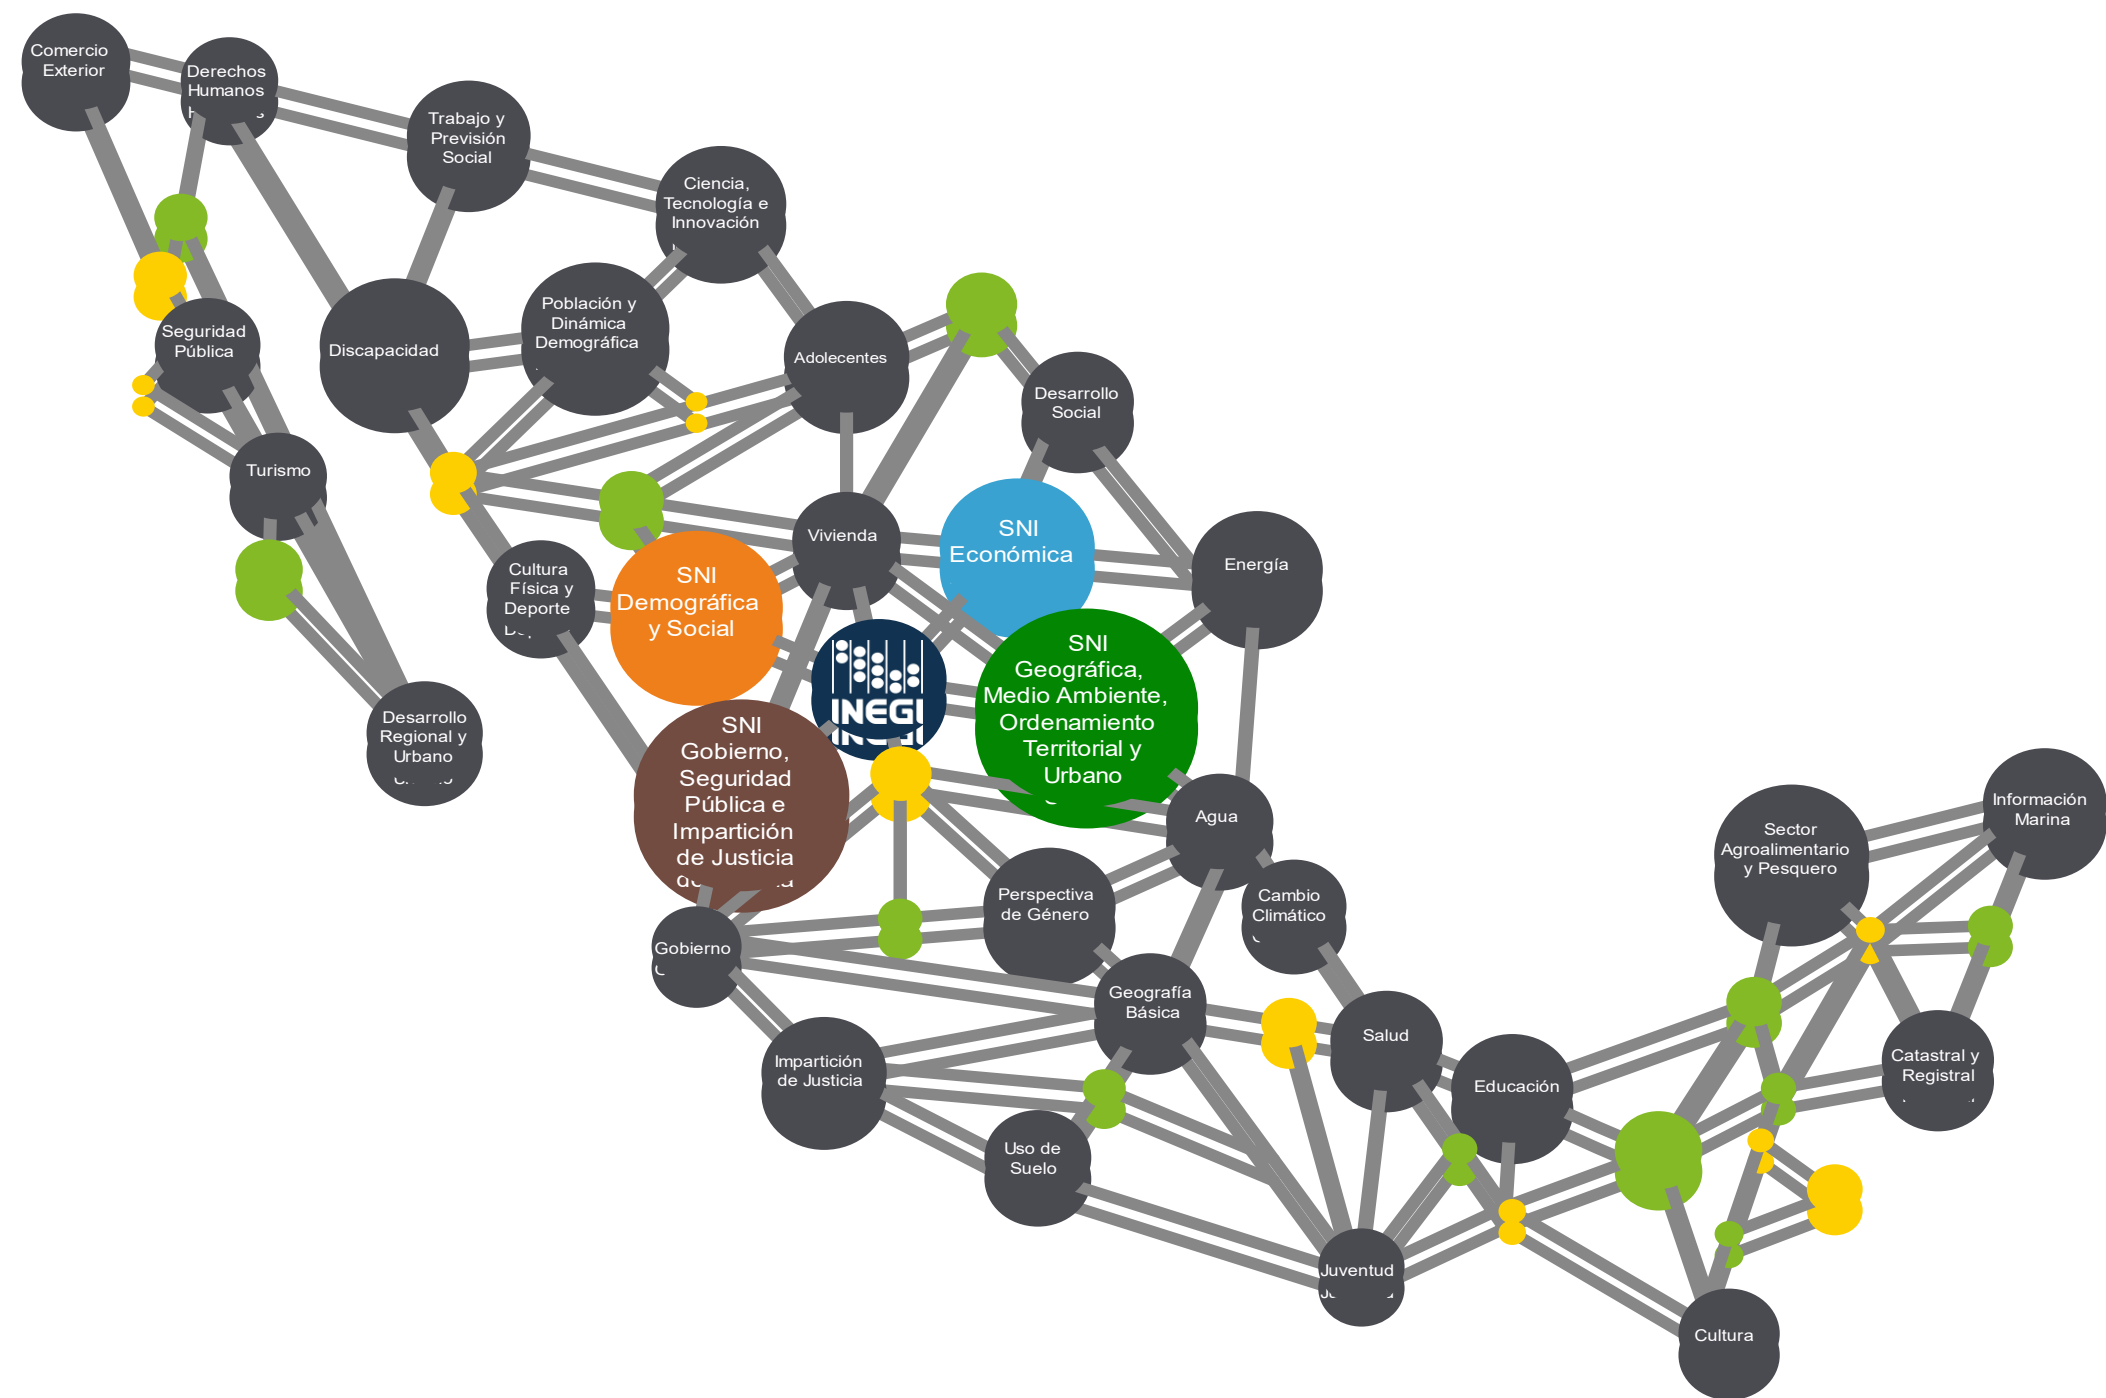 Comercio
Exterior
Derechos
Humanos
Trabajo y
Previsión
Social
Ciencia,
Tecnología e
Innovación
Seguridad
Pública
Discapacidad
Población y
Dinámica
Demográfica
Adolecentes
Desarrollo
Social
Turismo
Vivienda
SNI
Económica
Energía
Cultura
Física y
Deporte
SNI
Demográfica
y Social
INEGI
SNI
Geográfica,
Medio Ambiente,
Ordenamiento
Territorial y
Urbano
Desarrollo
Regional y
Urbano
SNI
Gobierno,
Seguridad
Pública e
Impartición
de Justicia
Agua
Sector
Agroalimentario
y Pesquero
Información
Marina
Perspectiva
de Género
Cambio
Climático
Gobierno
Geografía
Básica
Salud
Impartición
de Justicia
Educación
Catastral y
Registral
Uso de
Suelo
Juventud
Cultura